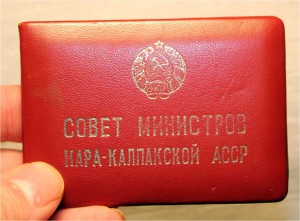 СОВЕТ МИНИСТРОВ
КАРА-КАЛПАКСКОЙ АССР